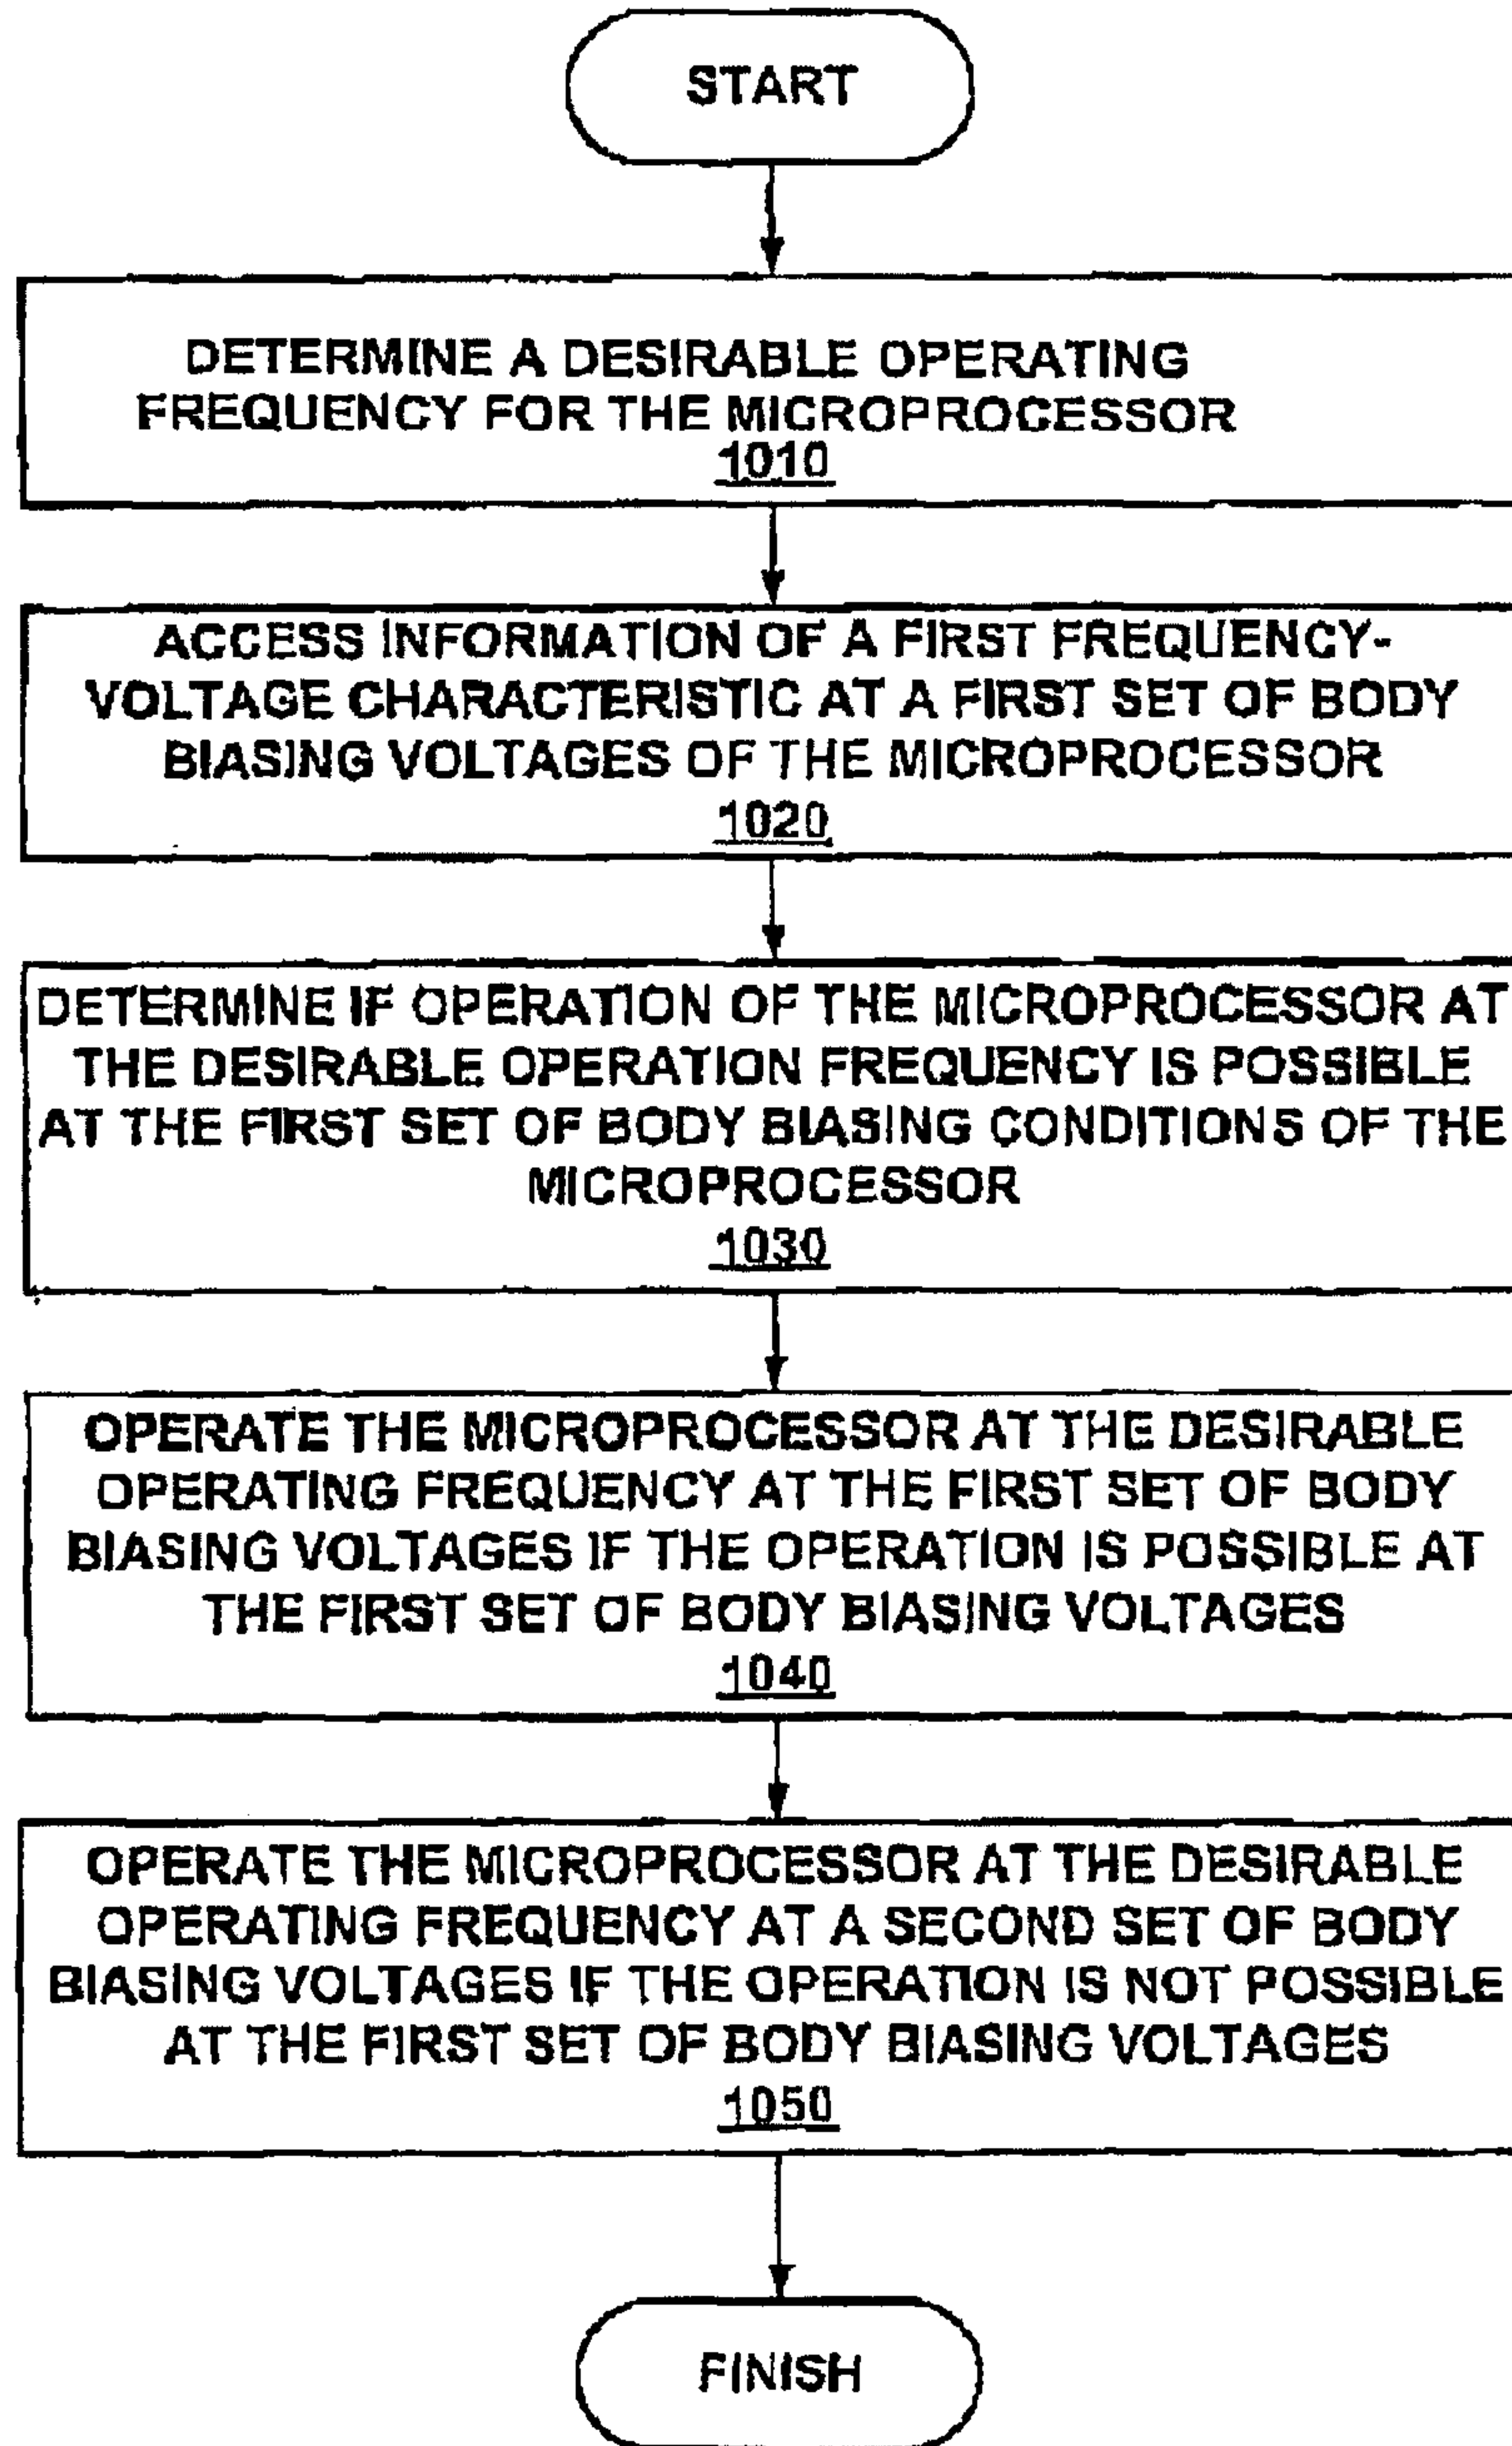 START
DETERMINE A DESIRABLE OPERATING
FREQUENCY FOR THE MICROPROCESSOR
1010
ACCESS INFORMATION OF A FIRST FREQUENCY-
VOLTAGE CHARACTERISTIC AT A FIRST SET OF BODY
BIASING VOLTAGES OF THE MICROPROCESSOR
1020
DETERMINE IF OPERATION OF THE MICROPROCESSOR AT
THE DESIRABLE OPERATION FREQUENCY IS POSSIBLE
AT THE FIRST SET OF BODY BIASING CONDITIONS OF THE
MICROPROCESSOR
1030
OPERATE THE MICROPROCESSOR AT THE DESIRABLE
OPERATING FREQUENCY AT THE FIRST SET OF BODY
BIASING VOLTAGES IF THE OPERATION IS POSSIBLE AT
THE FIRST SET OF BODY BIASING VOLTAGES
1040
OPERATE THE MICROPROCESSOR AT THE DESIRABLE
OPERATING FREQUENCY AT A SECOND SET OF BODY
BIASING VOLTAGES IF THE OPERATION IS NOT POSSIBLE
AT THE FIRST SET OF BODY BIASING VOLTAGES
1050
FINISH